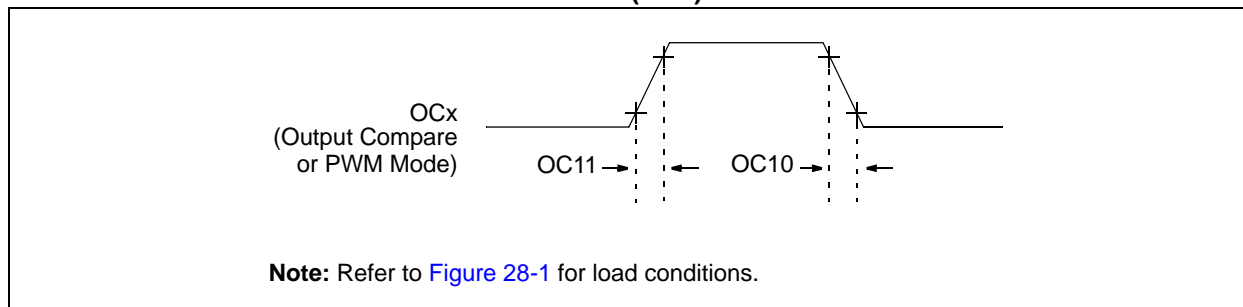 OCx
(Output Compare
or PWM Mode)
OC11
OC10
Note: Refer to Figure 28-1 for load conditions.